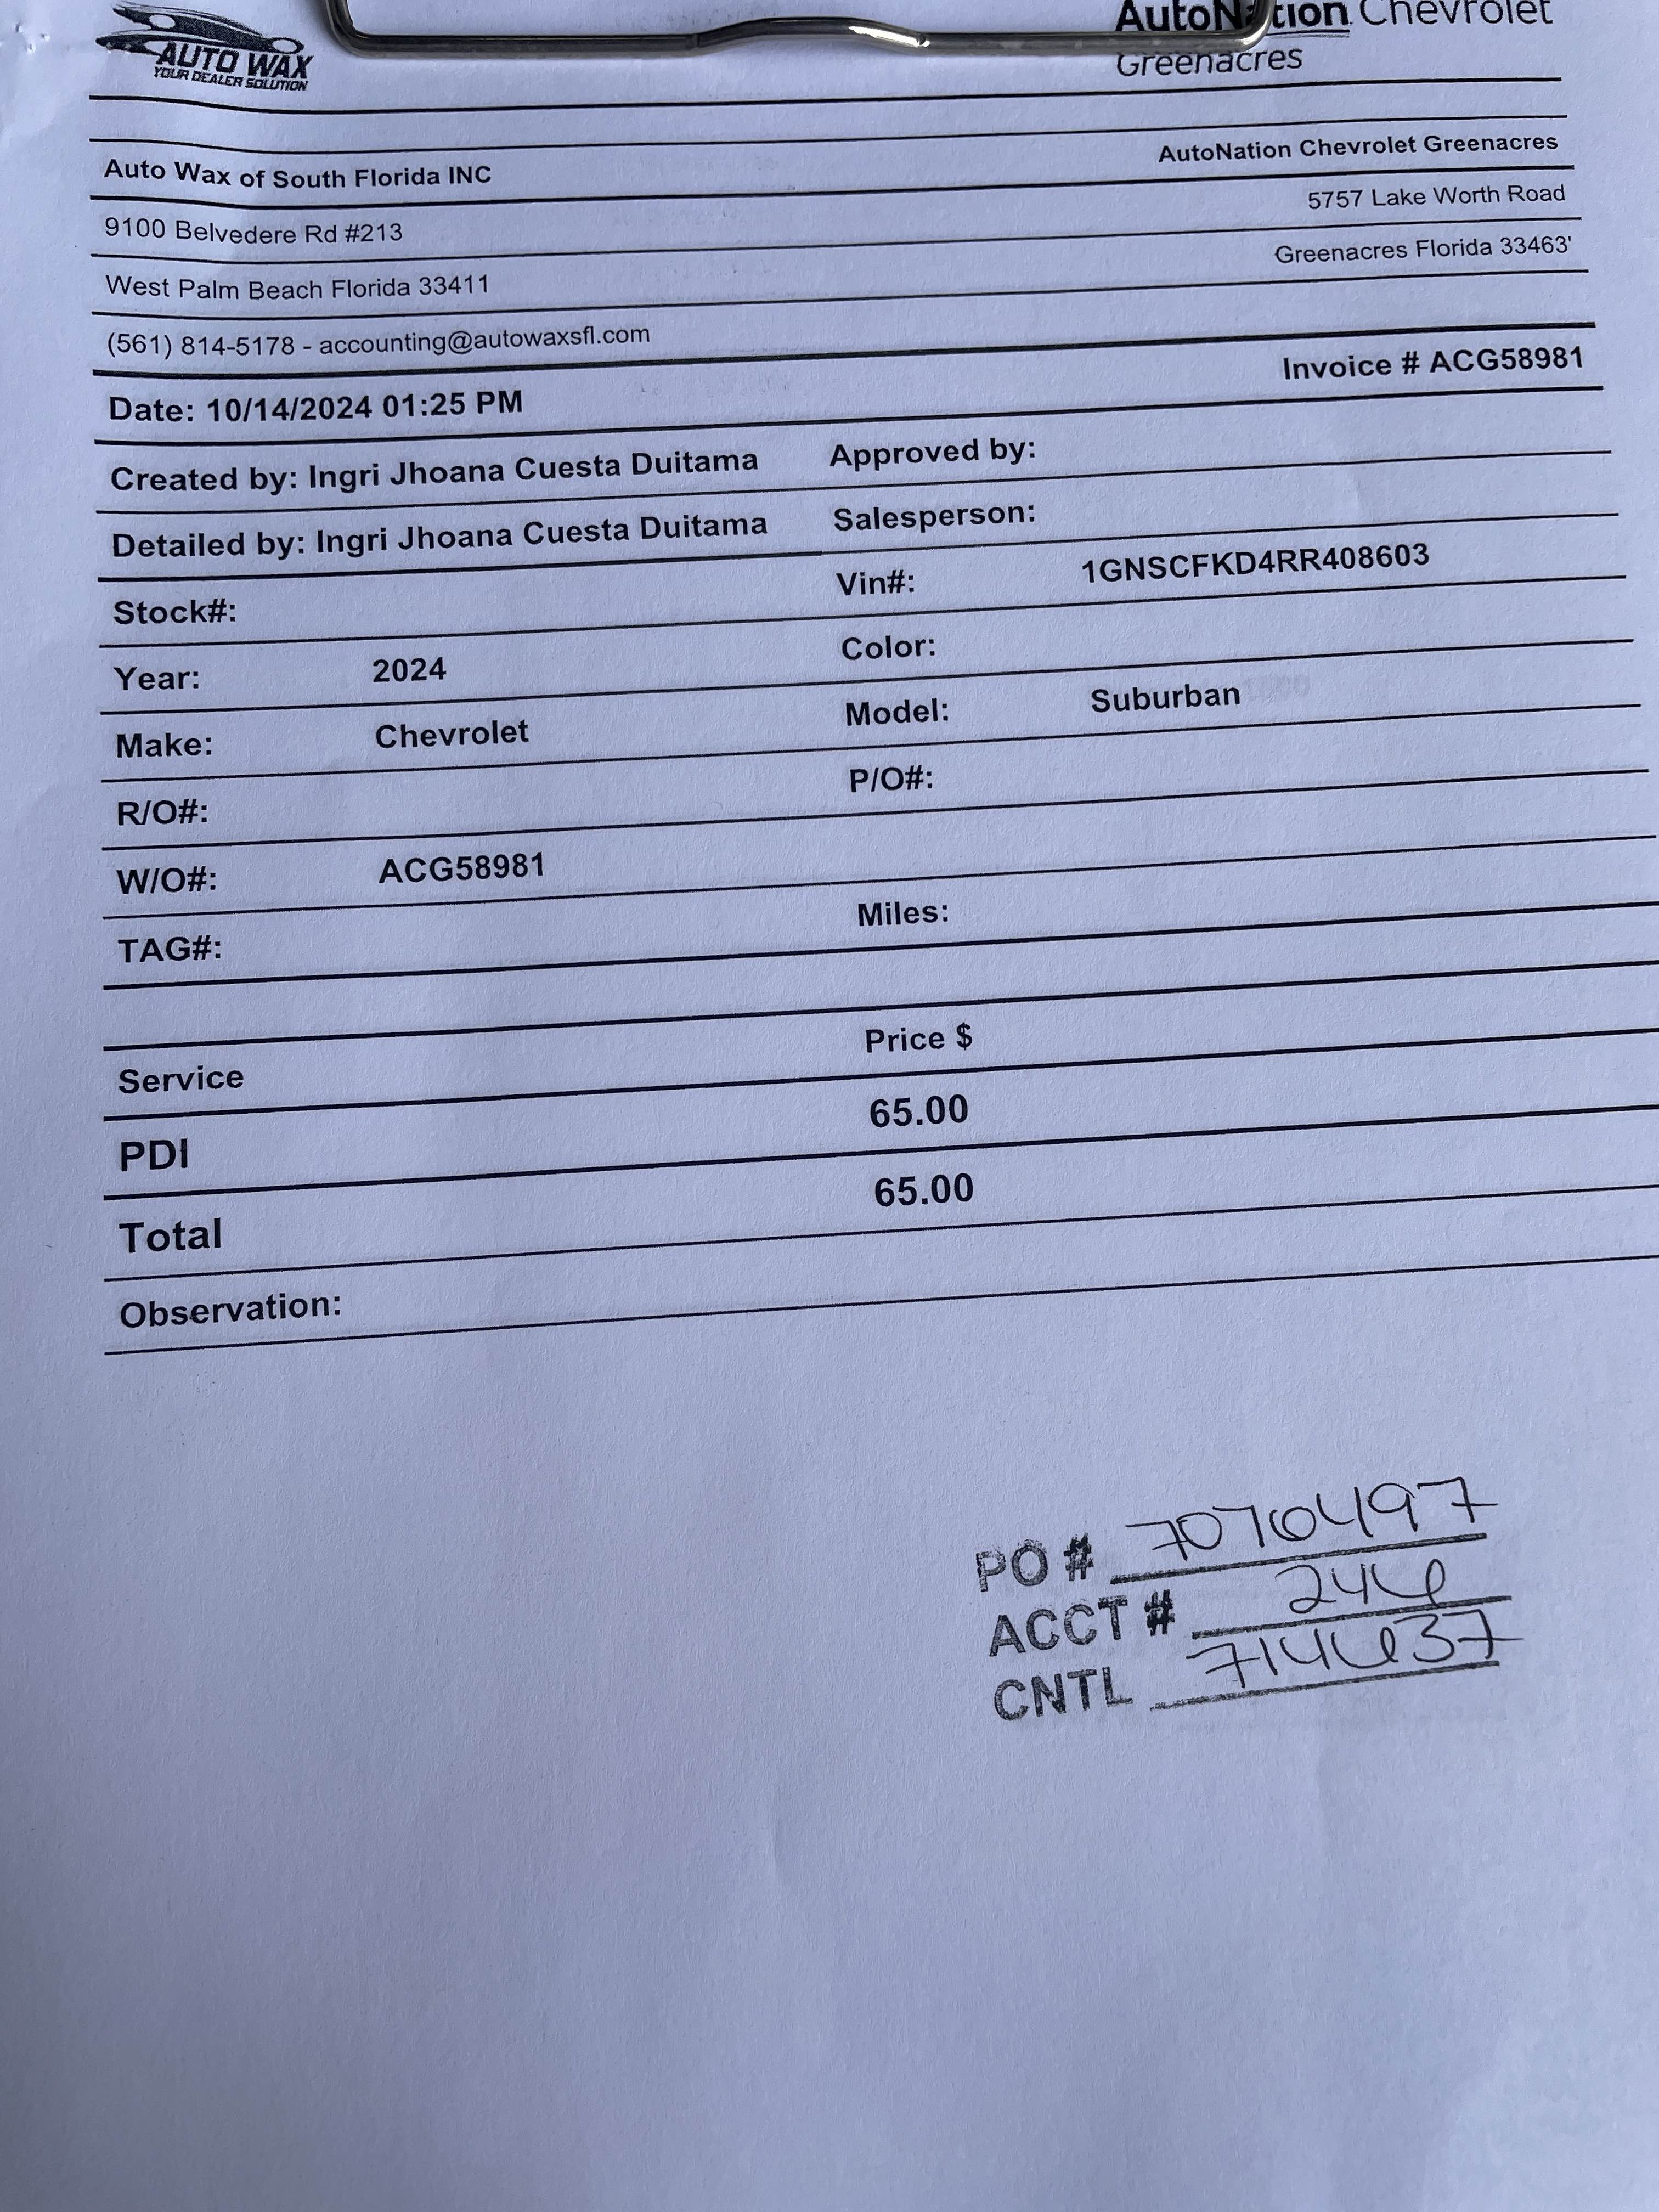 AUTO WAX
YOUR DEALER SOLUTION
AutoNation Chevrolet
Greenacres
Auto Wax of South Florida INC
AutoNation Chevrolet Greenacres
9100 Belvedere Rd #213
5757 Lake Worth Road
West Palm Beach Florida 33411
Greenacres Florida 33463'
(561) 814-5178 - accounting@autowaxsfl.com
Date: 10/14/2024 01:25 PM
Invoice # ACG58981
Created by: Ingri Jhoana Cuesta Duitama Approved by:
Detailed by: Ingri Jhoana Cuesta Duitama Salesperson:
Stock#: Vin#: 1GNSCFKD4RR408603
Year: 2024 Color:
Make: Chevrolet Model: Suburban
R/O#: P/O#:
W/O#: ACG58981
TAG#: Miles:
Service Price $
PDI 65.00
Total 65.00
Observation:
PO # 7076497
ACCT # 246
CNTL 714637